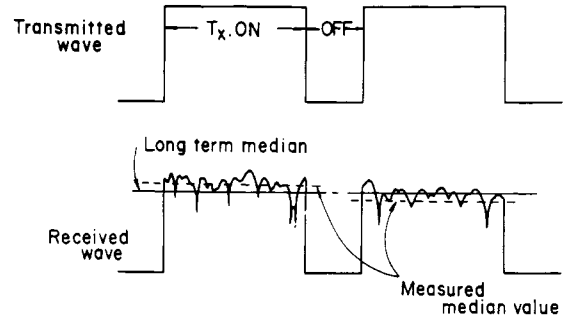 Transmitted
wave
Tx. ON
OFF
Long term median
Received
wave
Measured
median value